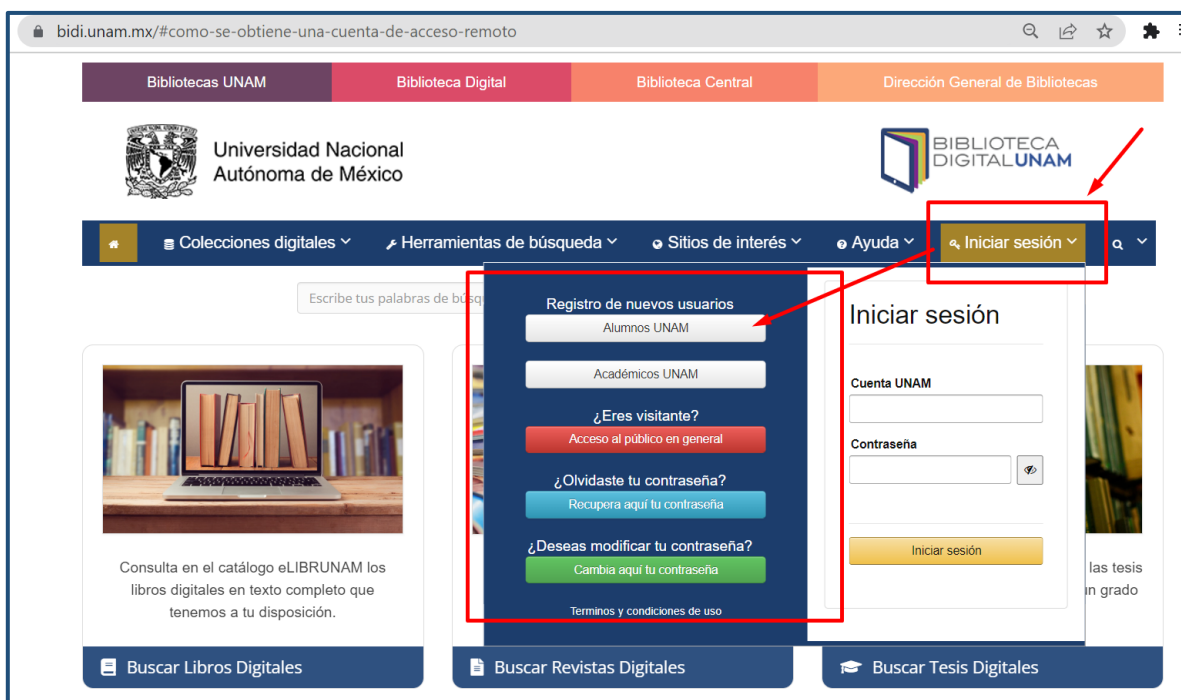 bidi.unam.mx/#como-se-obtiene-una-cuenta-de-acceso-remoto
Bibliotecas UNAM
Biblioteca Digital
Biblioteca Central
Dirección General de Bibliotecas
Universidad Nacional
Autónoma de México
BIBLIOTECA
DIGITALUNAM
Colecciones digitales
Herramientas de búsqueda
Sitios de interés
Ayuda
Iniciar sesión
Escribe tus palabras de
Registro de nuevos usuarios
Alumnos UNAM
Académicos UNAM
¿Eres visitante?
Acceso al público en general
¿Olvidaste tu contraseña?
Recupera aquí tu contraseña
¿Deseas modificar tu contraseña?
Cambia aquí tu contraseña
Terminos y condiciones de uso
Iniciar sesión
Cuenta UNAM
Contraseña
Iniciar sesión
Consulta en el catálogo eLIBRUNAM los
libros digitales en texto completo que
tenemos a tu disposición.
las tesis
grado
Buscar Libros Digitales
Buscar Revistas Digitales
Buscar Tesis Digitales